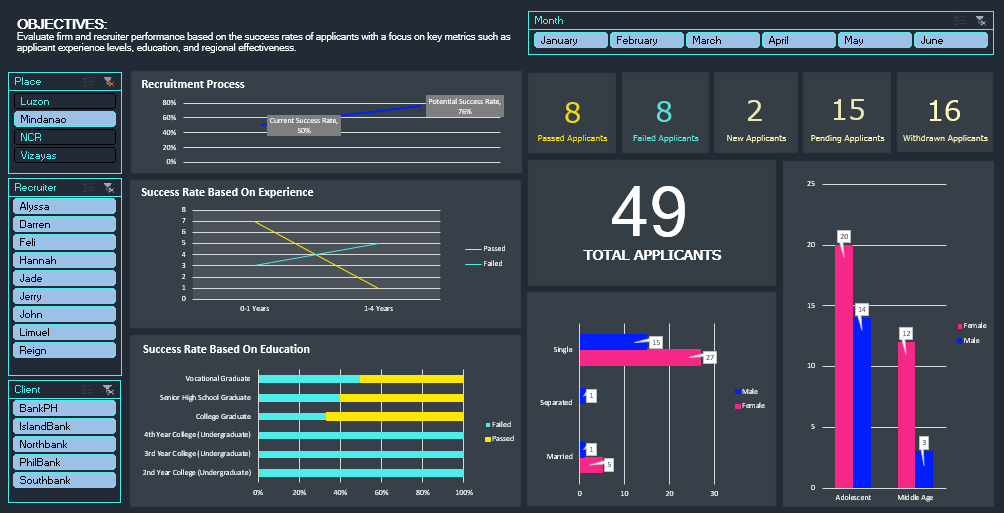 OBJECTIVES:
Evaluate firm and recruiter performance based on the success rates of applicants with a focus on key metrics such as
applicant experience levels, education, and regional effectiveness.
Month
January
February
March
April
May
June
Place
Luzon
Mindanao
NCR
Vizayas
Recruiter
Alyssa
Darren
Feli
Hannah
Jade
Jerry
John
Limuel
Reign
Client
BankPH
IslandBank
Northbank
PhilBank
Southbank
Recruitment Process
80%
60%
40%
20%
0%
Current Success Rate,
50%
Potential Success Rate,
76%
Success Rate Based On Experience
8
7
6
5
4
3
2
1
0
0-1 Years
1-4 Years
Passed
Failed
Success Rate Based On Education
Vocational Graduate
Senior High School Graduate
College Graduate
4th Year College (Undergraduate)
3rd Year College (Undergraduate)
2nd Year College (Undergraduate)
0%
20%
40%
60%
80%
100%
Failed
Passed
8
Passed Applicants
8
Failed Applicants
2
New Applicants
15
Pending Applicants
16
Withdrawn Applicants
49
TOTAL APPLICANTS
Single
Separated
Married
15
27
1
1
5
0
10
20
30
Male
Female
25
20
15
10
5
0
20
14
12
3
Adolescent
Middle Age
Female
Male